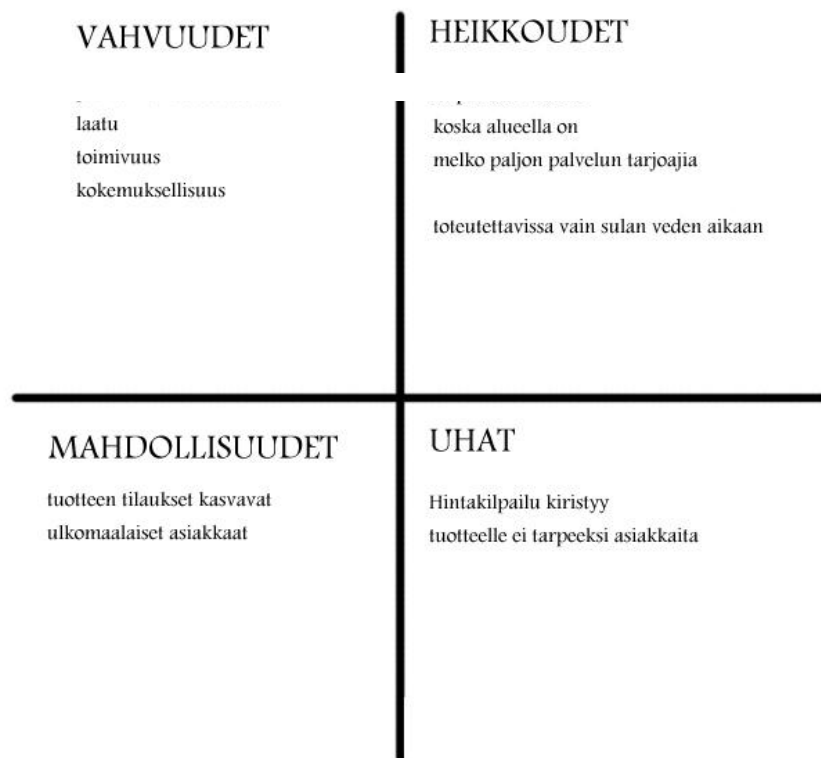 VAHVUUDET
laatu
toimivuus
kokemuksellisuus
HEIKKOUDET
koska alueella on
melko paljon palvelun tarjoajia
toteutettavissa vain sulan veden aikaan
MAHDOLLISUUDET
tuotteen tilaukset kasvavat
ulkomaalaiset asiakkaat
UHAT
Hintakilpailu kiristyy
tuotteelle ei tarpeeksi asiakkaita